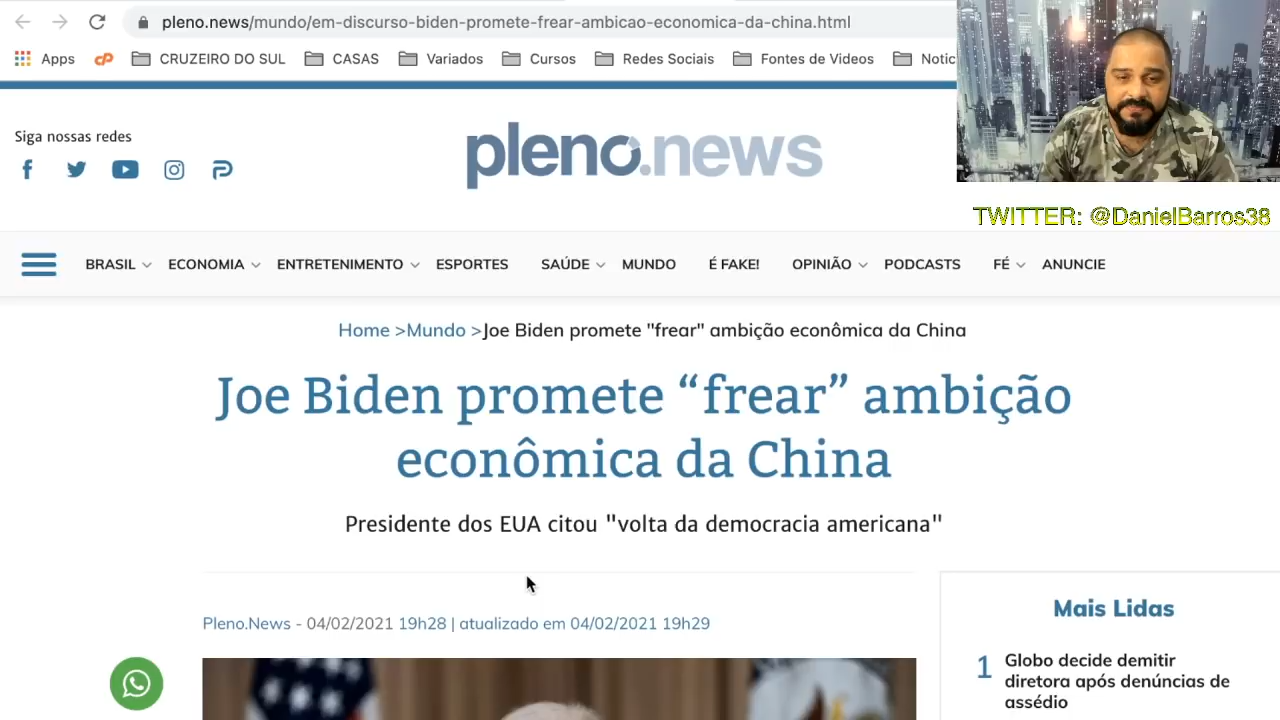 pleno.news/mundo/em-discurso-biden-promete-frear-ambicao-economica-da-china.html
Apps CRUZEIRO DO SUL CASAS Variados Cursos Redes Sociais Fontes de Videos Notic
Siga nossas redes
pleno.news
TWITTER: @DanielBarros38
BRASIL ECONOMIA ENTRETENIMENTO ESPORTES SAÚDE MUNDO É FAKE! OPINIÃO PODCASTS FÉ ANUNCIE
Home >Mundo >Joe Biden promete "frear" ambição econômica da China
Joe Biden promete “frear” ambição
econômica da China
Presidente dos EUA citou "volta da democracia americana"
Pleno.News - 04/02/2021 19h28 | atualizado em 04/02/2021 19h29
Mais Lidas
1 Globo decide demitir
diretora após denúncias de
assédio